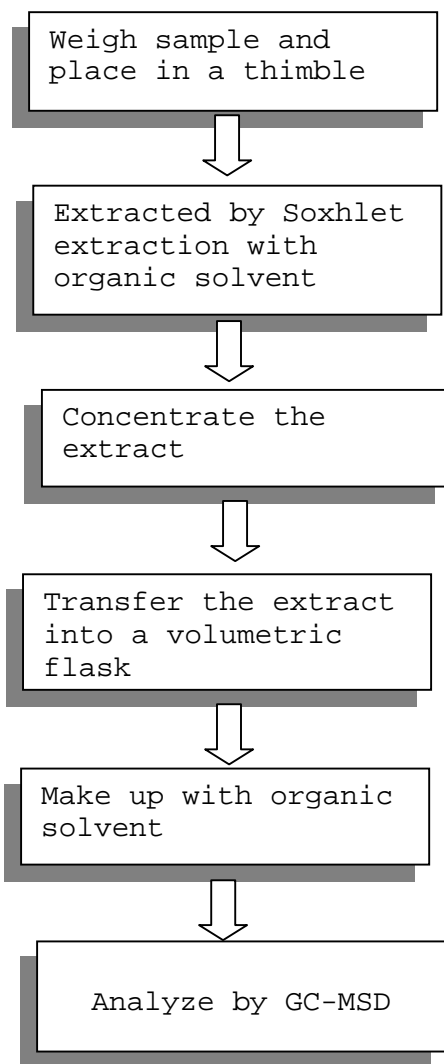 Weigh sample and
place in a thimble
Extracted by Soxhlet
extraction with
organic solvent
Concentrate the
extract
Transfer the extract
into a volumetric
flask
Make up with organic
solvent
Analyze by GC-MSD